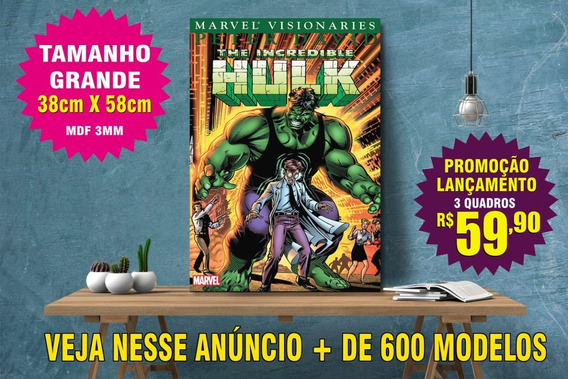 TAMANHO
GRANDE
38cm X 58cm
MDF 3MM
MARVEL VISIONARIES
THE INCREDIBLE
HULK
MARVEL
PROMOÇÃO
LANÇAMENTO
3 QUADROS
R$ 59,90
VEJA NESSE ANÚNCIO + DE 600 MODELOS